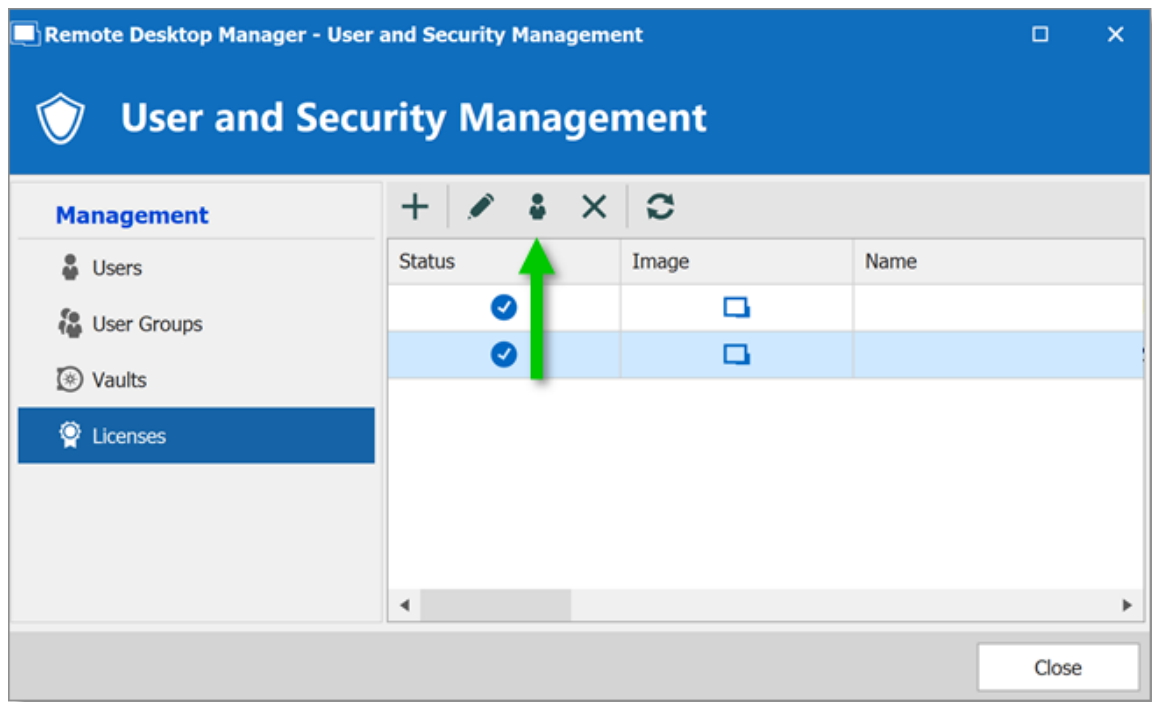 Remote Desktop Manager - User and Security Management
User and Security Management
Management
Users
User Groups
Vaults
Licenses
Status Image Name
Close